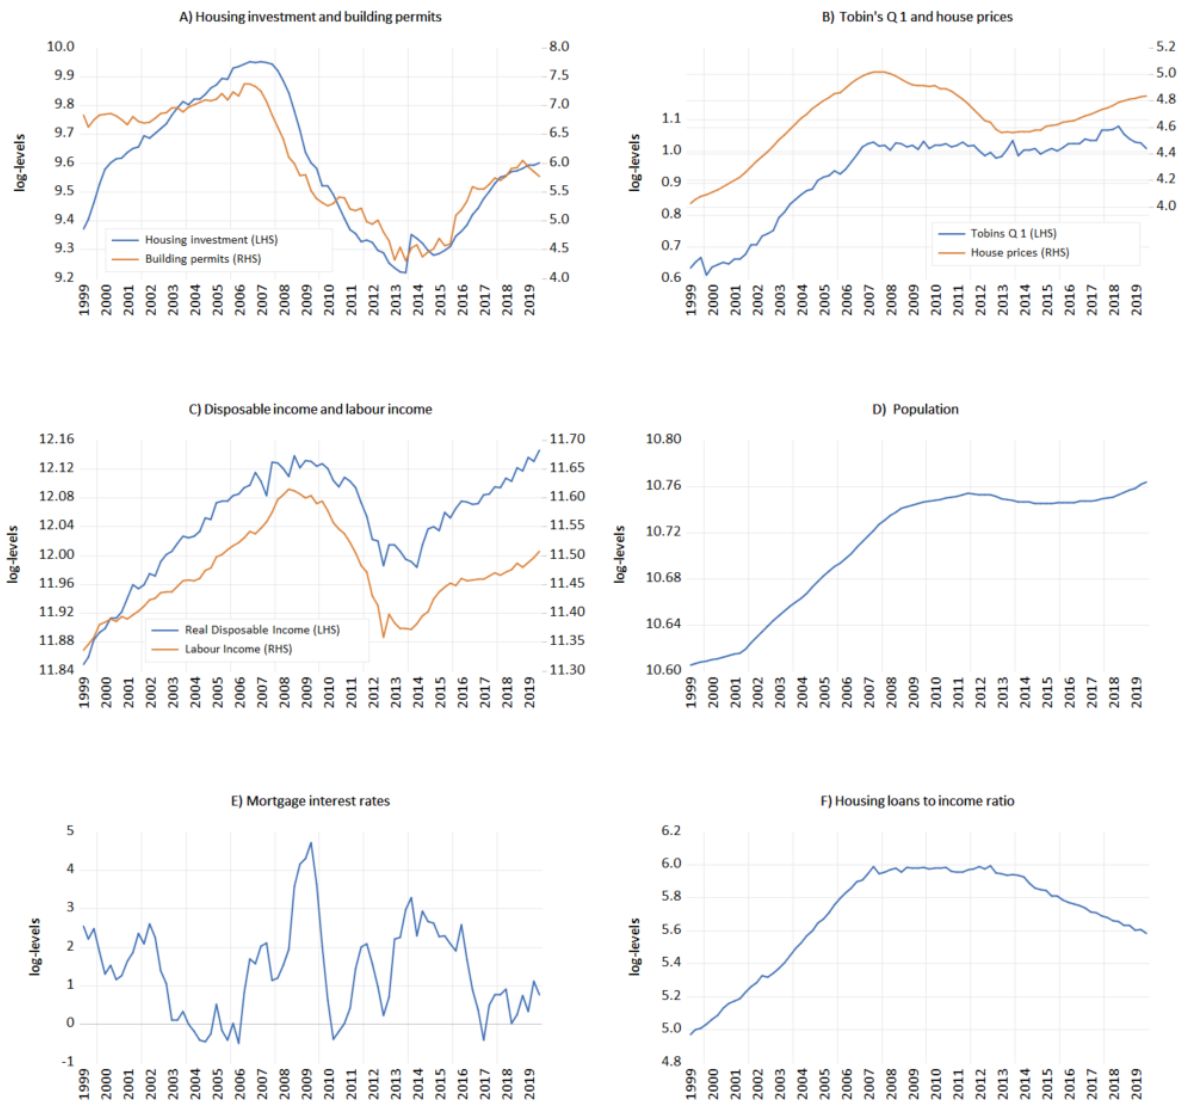 A) Housing investment and building permits
10.0
9.9
9.8
9.7
9.6
9.5
9.4
9.3
9.2
8.0
7.5
7.0
6.5
6.0
5.5
5.0
4.5
4.0
log-levels
Housing investment (LHS)
Building permits (RHS)
1999 2000 2001 2002 2003 2004 2005 2006 2007 2008 2009 2010 2011 2012 2013 2014 2015 2016 2017 2018 2019
B) Tobin's Q 1 and house prices
1.1
1.0
0.9
0.8
0.7
0.6
5.2
5.0
4.8
4.6
4.4
4.2
4.0
log-levels
Tobins Q 1 (LHS)
House prices (RHS)
1999 2000 2001 2002 2003 2004 2005 2006 2007 2008 2009 2010 2011 2012 2013 2014 2015 2016 2017 2018 2019
C) Disposable income and labour income
12.16
12.12
12.08
12.04
12.00
11.96
11.92
11.88
11.84
11.70
11.65
11.60
11.55
11.50
11.45
11.40
11.35
11.30
log-levels
Real Disposable Income (LHS)
Labour Income (RHS)
1999 2000 2001 2002 2003 2004 2005 2006 2007 2008 2009 2010 2011 2012 2013 2014 2015 2016 2017 2018 2019
D) Population
10.80
10.76
10.72
10.68
10.64
10.60
log-levels
1999 2000 2001 2002 2003 2004 2005 2006 2007 2008 2009 2010 2011 2012 2013 2014 2015 2016 2017 2018 2019
E) Mortgage interest rates
5
4
3
2
1
0
-1
log-levels
1999 2000 2001 2002 2003 2004 2005 2006 2007 2008 2009 2010 2011 2012 2013 2014 2015 2016 2017 2018 2019
F) Housing loans to income ratio
6.2
6.0
5.8
5.6
5.4
5.2
5.0
4.8
log-levels
1999 2000 2001 2002 2003 2004 2005 2006 2007 2008 2009 2010 2011 2012 2013 2014 2015 2016 2017 2018 2019